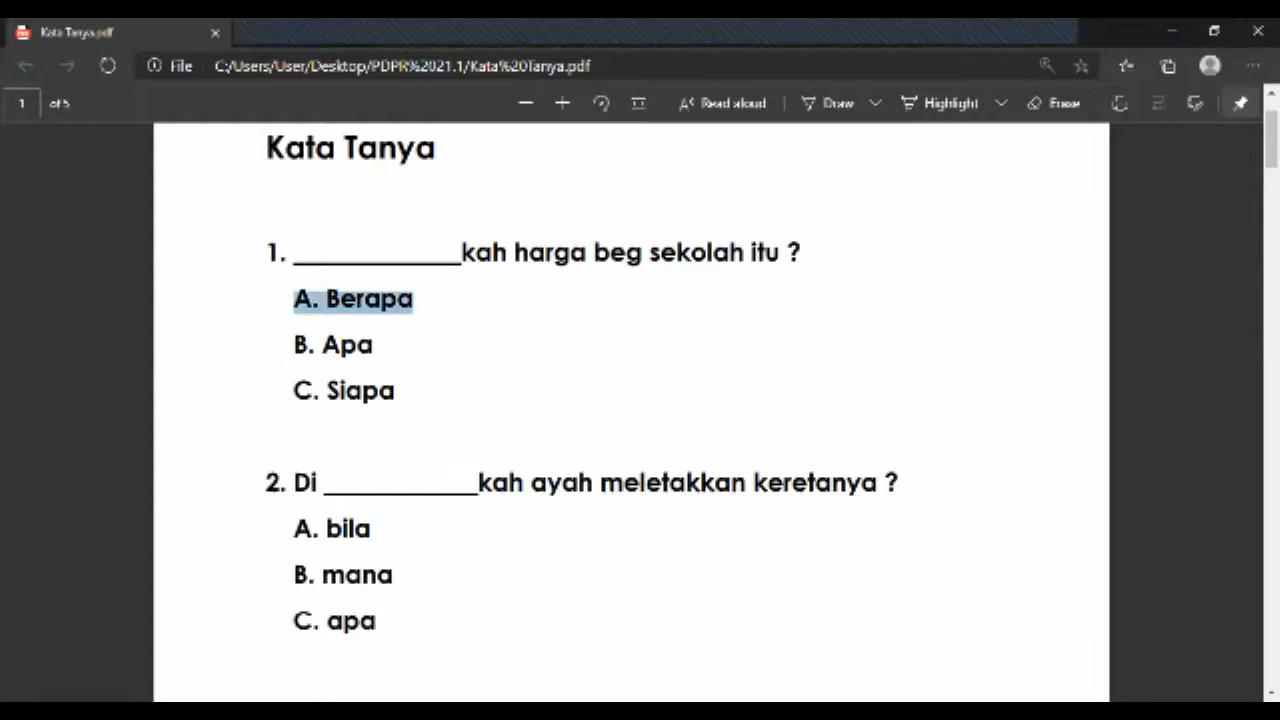 Kata Tanya.pdf
File C:/Users/User/Desktop/PDPR%2021.1/Kata%20Tanya.pdf
1 of 5 Read aloud Draw Highlight Erase
Kata Tanya
1. ____________kah harga beg sekolah itu ?
A. Berapa
B. Apa
C. Siapa
2. Di ___________kah ayah meletakkan keretanya ?
A. bila
B. mana
C. apa